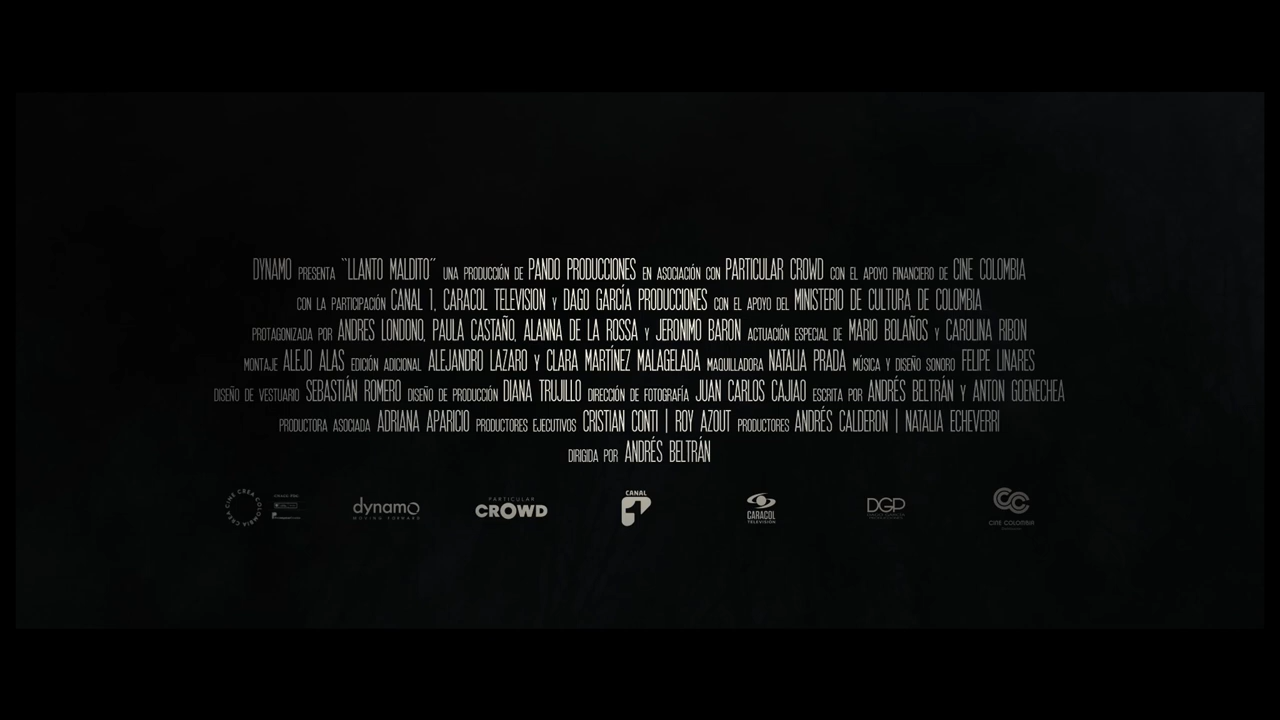 DYNAMO PRESENTA "LLANTO MALDITO" UNA PRODUCCIÓN DE PANDO PRODUCCIONES EN ASOCIACIÓN CON PARTICULAR CROWD CON EL APOYO FINANCIERO DE CINE COLOMBIA
CON LA PARTICIPACIÓN CANAL 1, CARACOL TELEVISION Y DAGO GARCÍA PRODUCCIONES CON EL APOYO DEL MINISTERIO DE CULTURA DE COLOMBIA
PROTAGONIZADA POR ANDRES LONDONO, PAULA CASTAÑO, ALANNA DE LA ROSSA Y JERONIMO BARON ACTUACIÓN ESPECIAL DE MARIO BOLAÑOS Y CAROLINA RIBON
MONTAJE ALEJO ALAS EDICIÓN ADICIONAL ALEJANDRO LAZARO Y CLARA MARTÍNEZ MALAGELADA MAQUILLADORA NATALIA PRADA MÚSICA Y DISEÑO SONORO FELIPE LINARES
DISEÑO DE VESTUARIO SEBASTIÁN ROMERO DISEÑO DE PRODUCCIÓN DIANA TRUJILLO DIRECCIÓN DE FOTOGRAFÍA JUAN CARLOS CAJIAO ESCRITA POR ANDRÉS BELTRÁN Y ANTON GOENECHEA
PRODUCTORA ASOCIADA ADRIANA APARICIO PRODUCTORES EJECUTIVOS CRISTIAN CONTI | ROY AZOUT PRODUCTORES ANDRÉS CALDERON | NATALIA ECHEVERRI
DIRIGIDA POR ANDRÉS BELTRÁN
CINE CREA COLOMBIA CREA
dynamo
MOVING FORWARD
PARTICULAR
CROWD
CANAL
1
CARACOL
TELEVISIÓN
DGP
CINE COLOMBIA